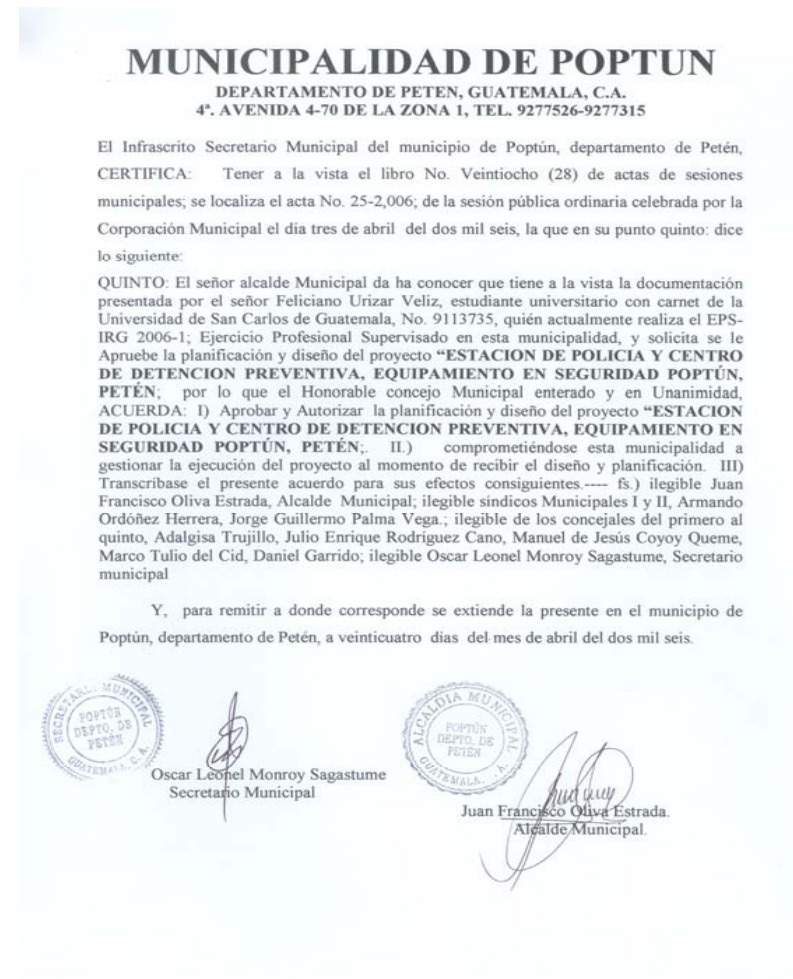 MUNICIPALIDAD DE POPTUN
DEPARTAMENTO DE PETEN, GUATEMALA, C.A.
4ª. AVENIDA 4-70 DE LA ZONA 1, TEL. 9277526-9277315
El Infrascrito Secretario Municipal del municipio de Poptún, departamento de Petén,
CERTIFICA: Tener a la vista el libro No. Veintiocho (28) de actas de sesiones
municipales; se localiza el acta No. 25-2,006; de la sesión pública ordinaria celebrada por la
Corporación Municipal el día tres de abril del dos mil seis, la que en su punto quinto: dice
lo siguiente:
QUINTO: El señor alcalde Municipal da ha conocer que tiene a la vista la documentación
presentada por el señor Feliciano Urizar Veliz, estudiante universitario con carnet de la
Universidad de San Carlos de Guatemala, No. 9113735, quién actualmente realiza el EPS-
IRG 2006-1; Ejercicio Profesional Supervisado en esta municipalidad, y solicita se le
Apruebe la planificación y diseño del proyecto “ESTACION DE POLICIA Y CENTRO
DE DETENCION PREVENTIVA, EQUIPAMIENTO EN SEGURIDAD POPTÚN,
PETÉN; por lo que el Honorable concejo Municipal enterado y en Unanimidad,
ACUERDA: I) Aprobar y Autorizar la planificación y diseño del proyecto “ESTACION
DE POLICIA Y CENTRO DE DETENCION PREVENTIVA, EQUIPAMIENTO EN
SEGURIDAD POPTÚN, PETÉN;. II.) comprometiéndose esta municipalidad a
gestionar la ejecución del proyecto al momento de recibir el diseño y planificación. III)
Transcríbase el presente acuerdo para sus efectos consiguientes.---- fs.) ilegible Juan
Francisco Oliva Estrada, Alcalde Municipal; ilegible síndicos Municipales I y II, Armando
Ordóñez Herrera, Jorge Guillermo Palma Vega.; ilegible de los concejales del primero al
quinto, Adalgisa Trujillo, Julio Enrique Rodríguez Cano, Manuel de Jesús Coyoy Queme,
Marco Tulio del Cid, Daniel Garrido; ilegible Oscar Leonel Monroy Sagastume, Secretario
municipal
Y, para remitir a donde corresponde se extiende la presente en el municipio de
Poptún, departamento de Petén, a veinticuatro días del mes de abril del dos mil seis.
SECRETARIA MUNICIPAL
POPTÚN
DEPTO. DE
PETÉN
GUATEMALA, C. A.
ALCALDIA MUNICIPAL
POPTÚN
DEPTO. DE
PETÉN
GUATEMALA,
Oscar Leonel Monroy Sagastume
Secretario Municipal
Juan Francisco Oliva Estrada.
Alcalde Municipal.